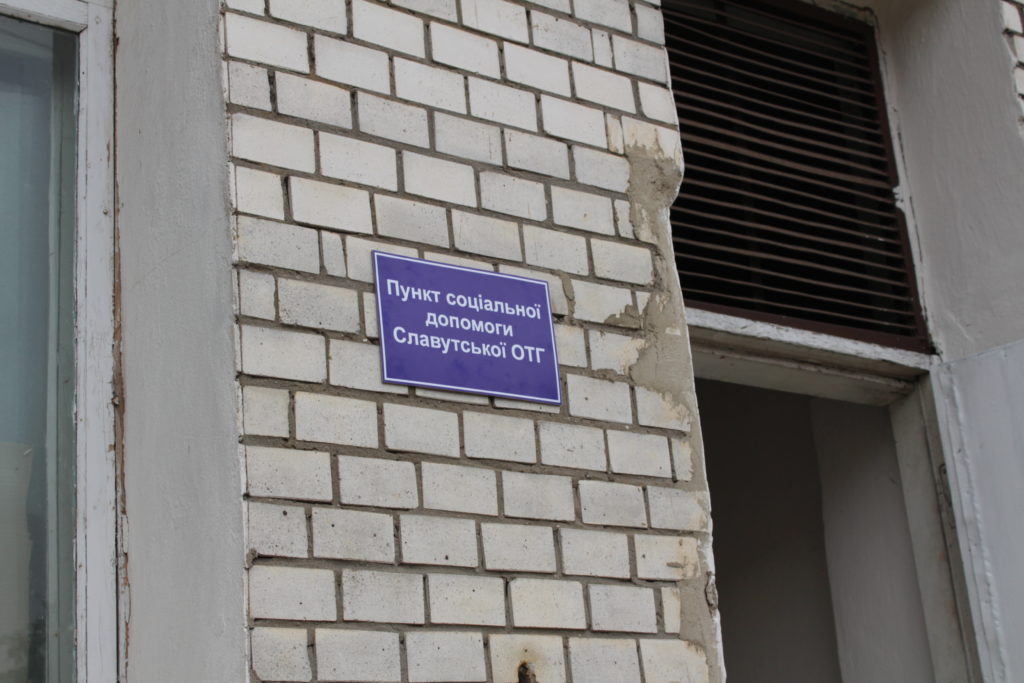 Пункт соціальної
допомоги
Славутської ОТГ